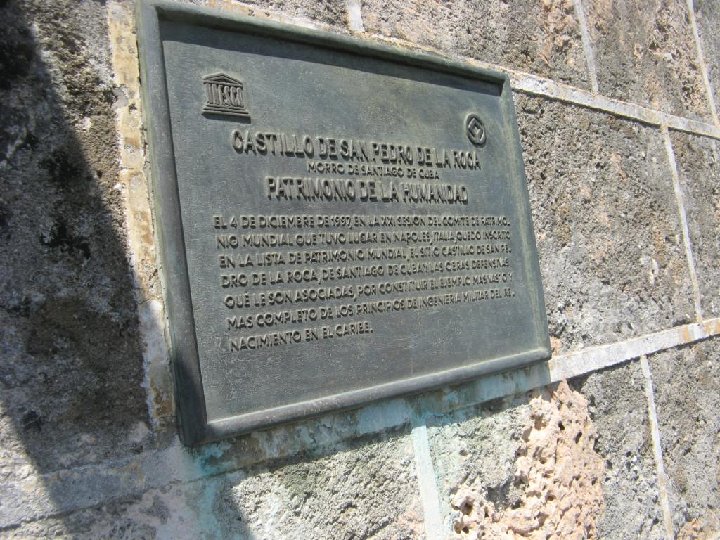 UNESCO
CASTILLO DE SAN PEDRO DE LA ROCA
MORRO DE SANTIAGO DE CUBA
PATRIMONIO DE LA HUMANIDAD
EL 4 DE DICIEMBRE DE 1997, EN LA XXI SESION DEL COMITE DE PATRIMO
NIO MUNDIAL QUE TUVO LUGAR EN NAPOLES, ITALIA QUEDO INSCRITO
EN LA LISTA DE PATRIMONIO MUNDIAL, EL SITIO CASTILLO DE SAN PE
DRO DE LA ROCA, DE SANTIAGO DE CUBA Y LAS OBRAS DEFENSIVAS
QUE LE SON ASOCIADAS, POR CONSTITUIR EL EJEMPLO MAS VASTO Y
MAS COMPLETO DE LOS PRINCIPIOS DE INGENIERIA MILITAR DEL RE
NACIMIENTO EN EL CARIBE.